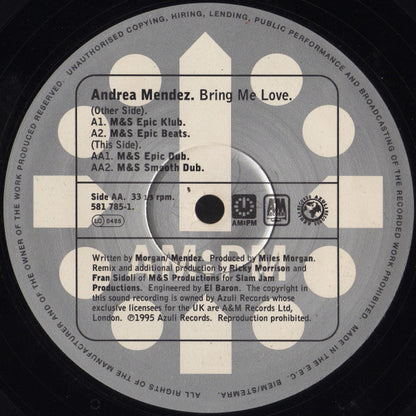 UNAUTHORISED COPYING, HIRING, LENDING, PUBLIC PERFORMANCE AND BROADCASTING OF THE RECORDED WORK PROHIBITED. MADE IN THE E.E.C. BIEM/STEMRA. ALL RIGHTS OF THE MANUFACTURER AND OF THE OWNER OF THE WORK PRODUCED RESERVED.
Andrea Mendez. Bring Me Love.
(Other Side).
A1. M&S Epic Klub.
A2. M&S Epic Beats.
(This Side).
AA1. M&S Epic Dub.
AA2. M&S Smooth Dub.
Side AA. 33 1/3 rpm.
581 785-1.
LC 0485
AM:PM
A&M
AM:PM
Written by Morgan/ Mendez. Produced by Miles Morgan.
Remix and additional production by Ricky Morrison and
Fran Sidoli of M&S Productions for Slam Jam
Productions. Engineered by El Baron. The copyright in
this sound recording is owned by Azuli Records whose
exclusive licensees for the UK are A&M Records Ltd,
London. ℗1995 Azuli Records. Reproduction prohibited.